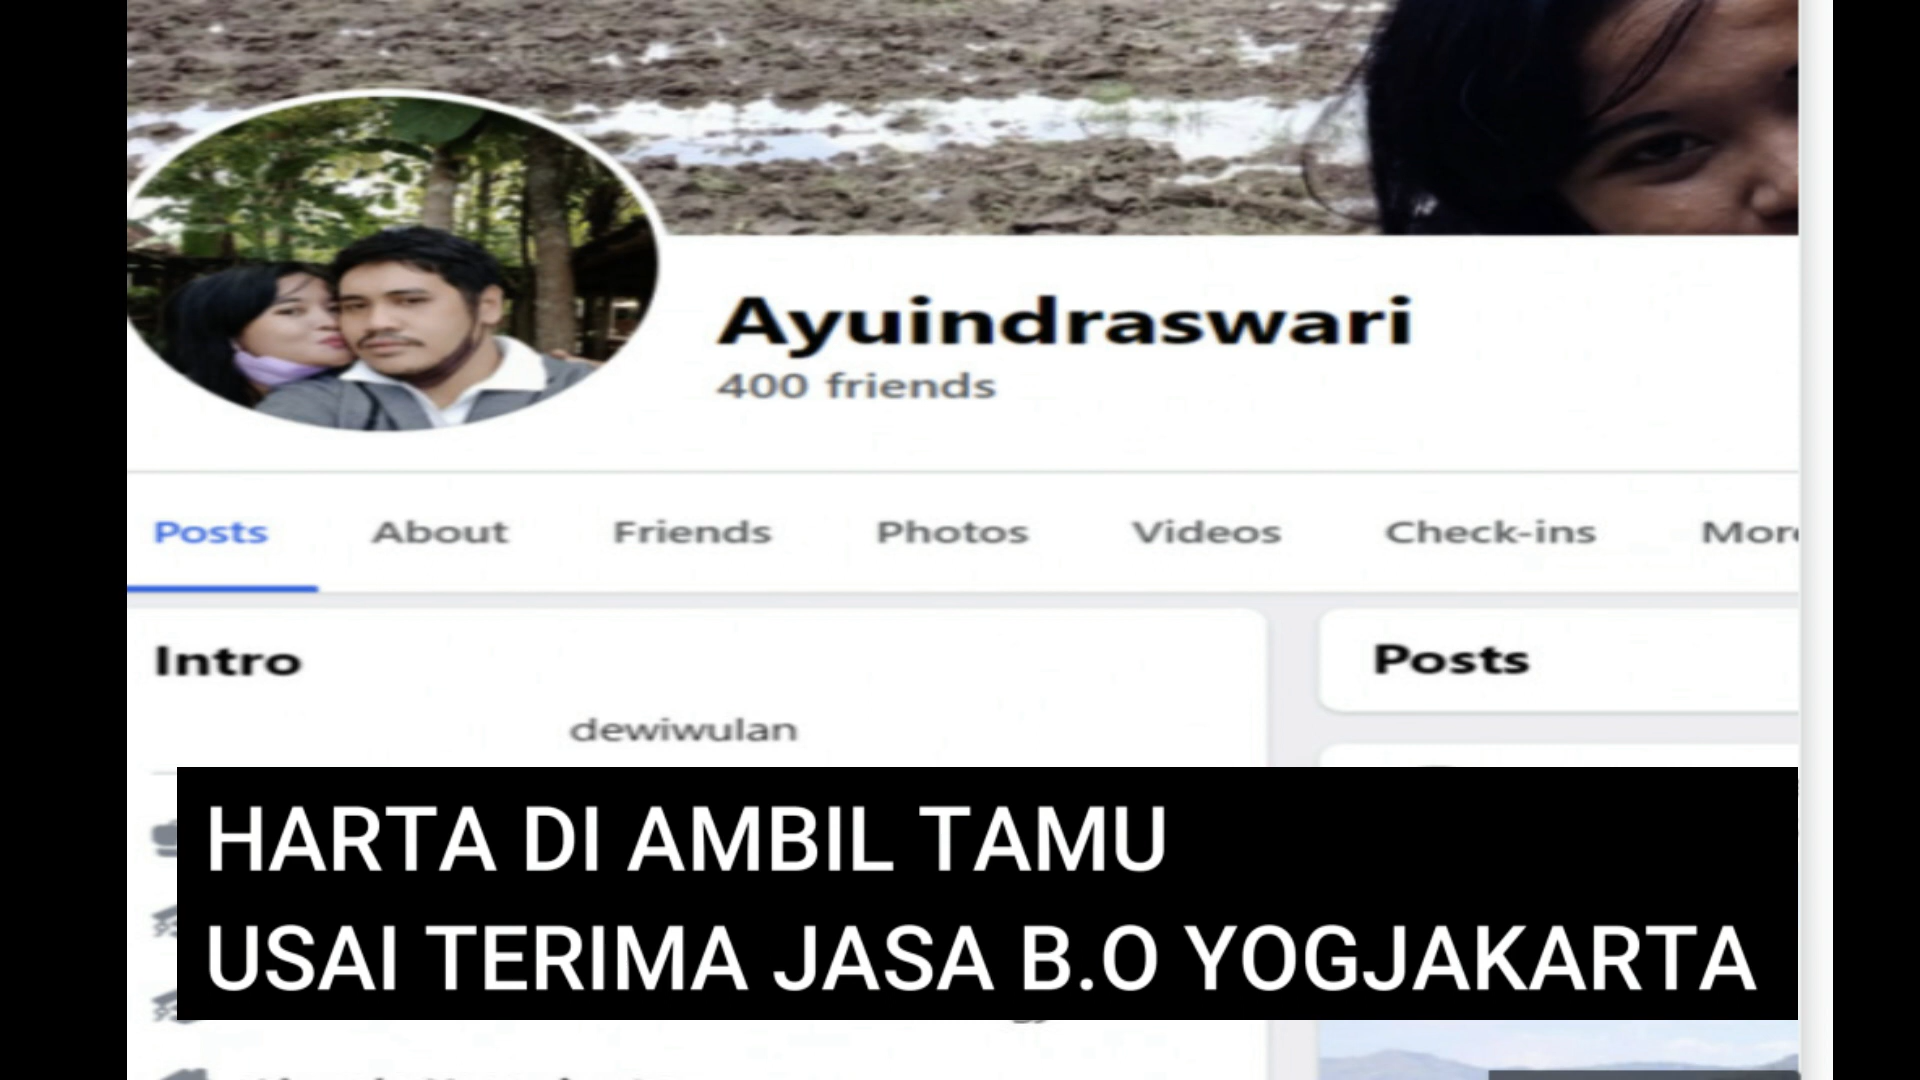 Ayuindraswari
400 friends
Posts About Friends Photos Videos Check-ins
Intro
Posts
dewiwulan
HARTA DI AMBIL TAMU
USAI TERIMA JASA B.O YOGJAKARTA